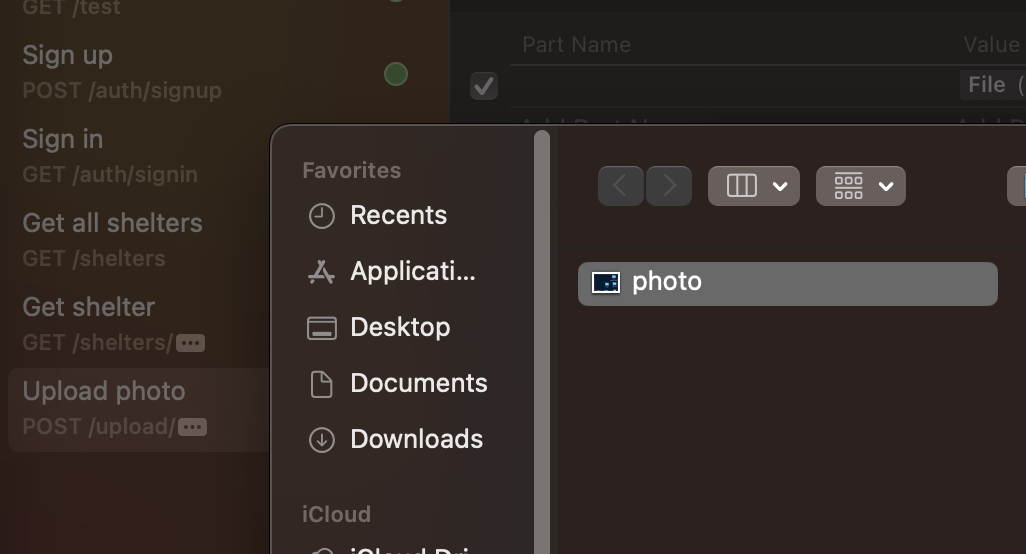 GET /test
Sign up
POST /auth/signup
Sign in
GET /auth/signin
Get all shelters
GET /shelters
Get shelter
GET /shelters/
Upload photo
POST /upload/
Part Name
Value
File (
Favorites
Recents
Applicati...
Desktop
Documents
Downloads
iCloud
iCloud Dri
photo